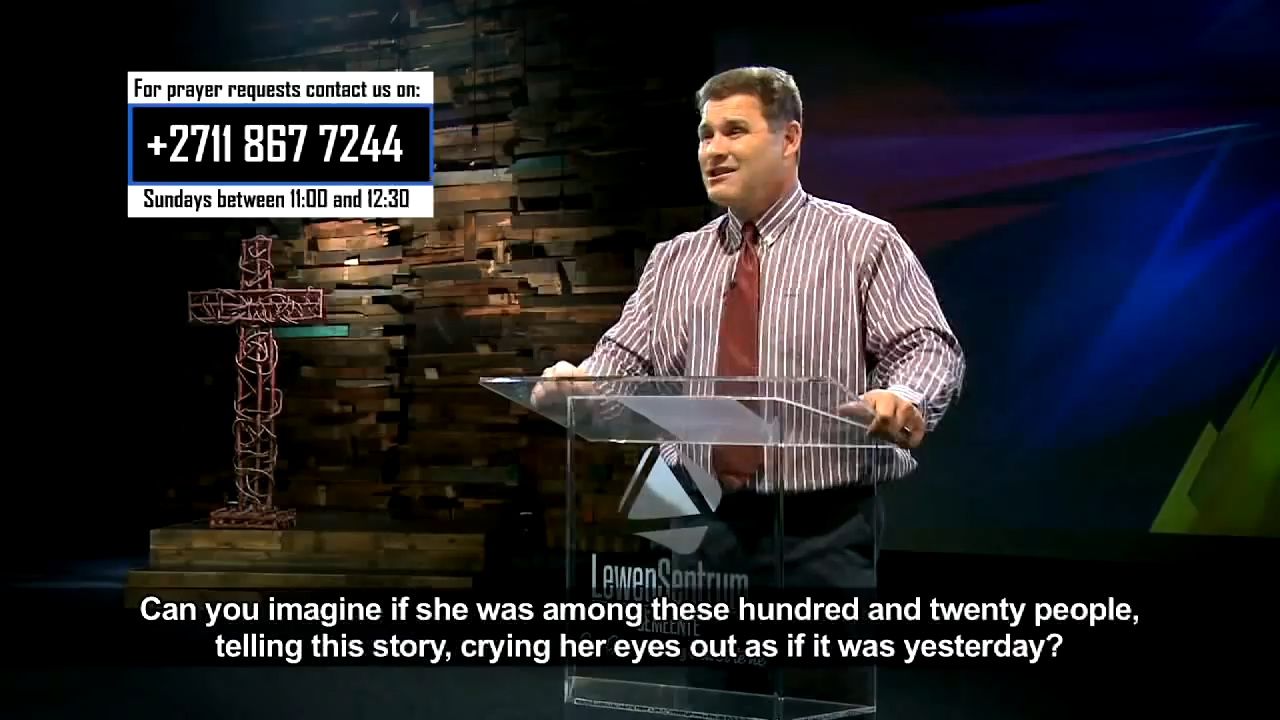 For prayer requests contact us on:
+2711 867 7244
Sundays between 11:00 and 12:30
LewenSentrum
GEMEENTE
Can you imagine if she was among these hundred and twenty people,
telling this story, crying her eyes out as if it was yesterday?